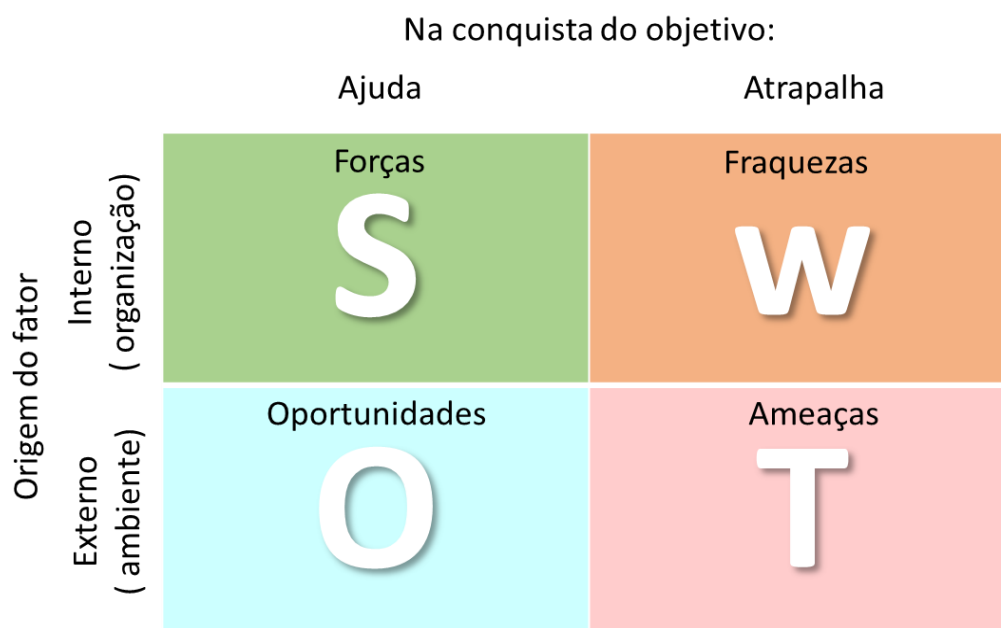 Na conquista do objetivo:
Ajuda
Atrapalha
Origem do fator
Interno
( organização)
Forças
S
Fraquezas
w
Externo
( ambiente)
Oportunidades
O
Ameaças
T